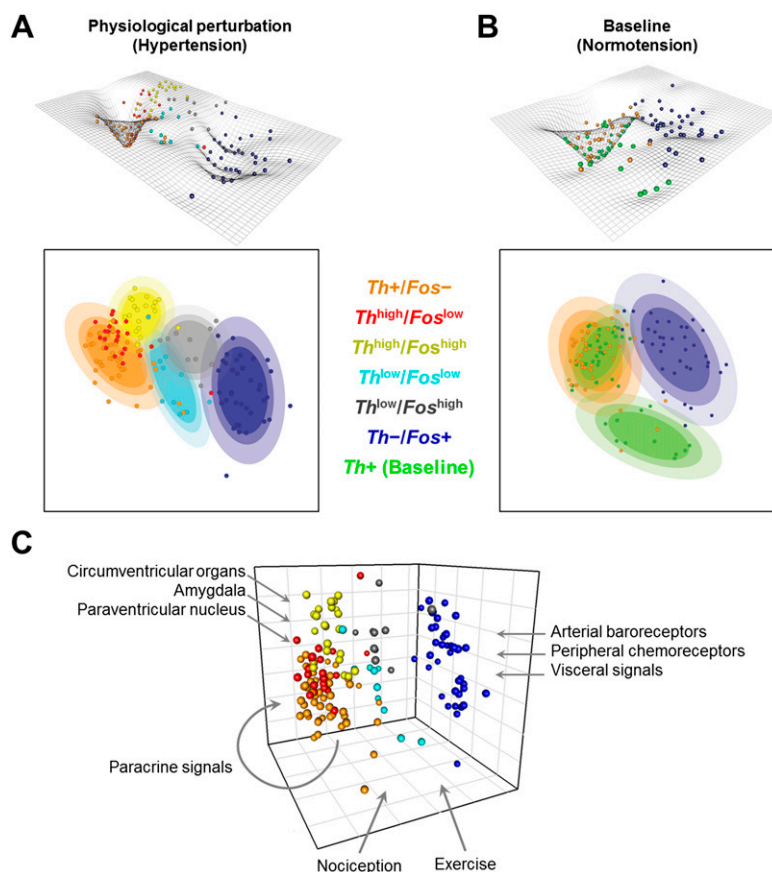 A
Physiological perturbation
(Hypertension)
B
Baseline
(Normotension)
Th+/Fos−
Thhigh/Foslow
Thhigh/Foshigh
Thlow/Foslow
Thlow/Foshigh
Th−/Fos+
Th+ (Baseline)
C
Circumventricular organs
Amygdala
Paraventricular nucleus
Arterial baroreceptors
Peripheral chemoreceptors
Visceral signals
Paracrine signals
Nociception
Exercise